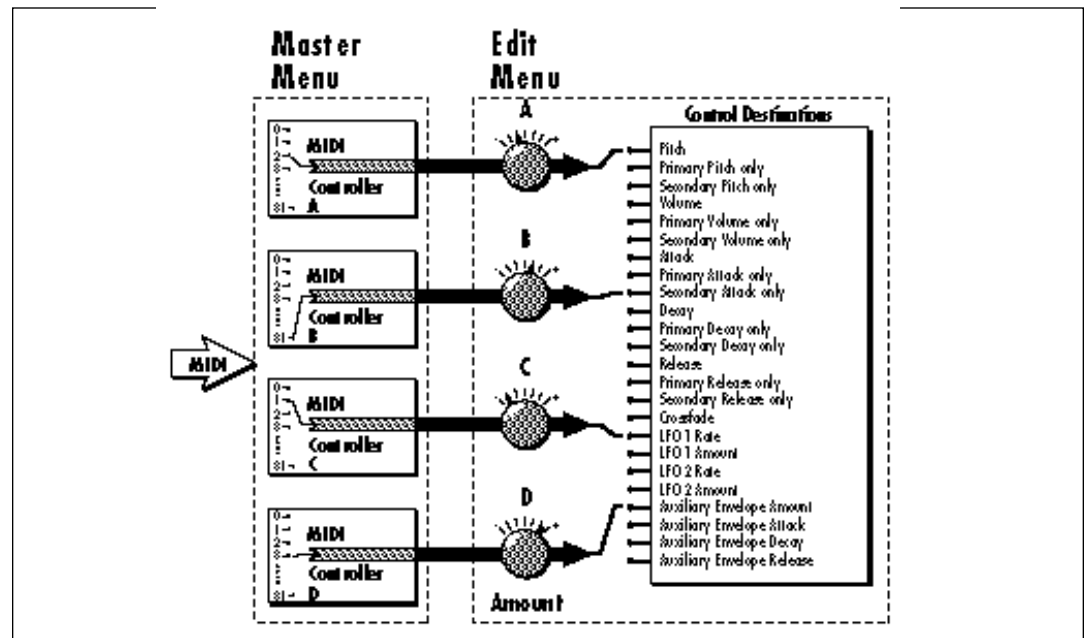 Master
Menu
Edit
Menu
A
Control Destinations
0
1
2
3
MIDI
Controller
A
31
B
0
1
2
3
MIDI
Controller
B
31
MIDI
C
0
1
2
3
MIDI
Controller
C
31
D
0
1
2
3
MIDI
Controller
D
31
Amount
- +
- +
- +
- +
Pitch
Primary Pitch only
Secondary Pitch only
Volume
Primary Volume only
Secondary Volume only
Attack
Primary Attack only
Secondary Attack only
Decay
Primary Decay only
Secondary Decay only
Release
Primary Release only
Secondary Release only
Crossfade
LFO 1 Rate
LFO 1 Amount
LFO 2 Rate
LFO 2 Amount
Auxiliary Envelope Amount
Auxiliary Envelope Attack
Auxiliary Envelope Decay
Auxiliary Envelope Release